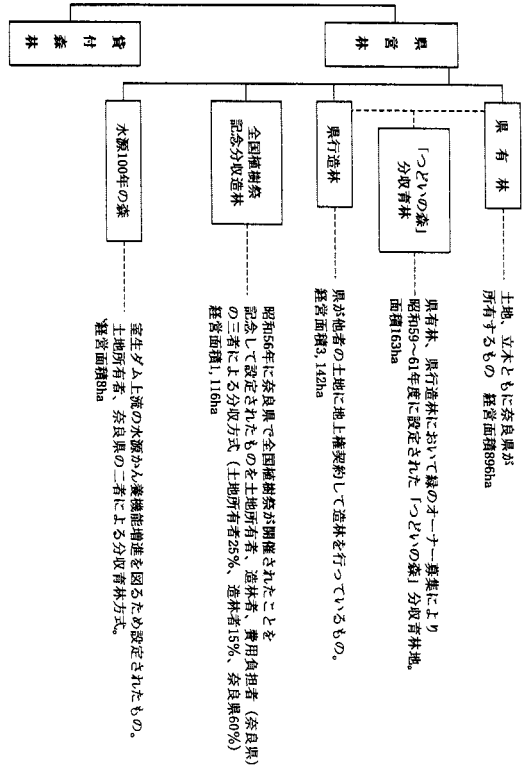 県営林
県有林
土地、立木ともに奈良県が
所有するもの 経営面積896ha
「つどいの森」
分収育林
県有林、県行造林において緑のオーナー募集により
昭和59～61年度に設定された「つどいの森」分収育林地。
面積163ha
県行造林
県が他者の土地に地上権契約して造林を行っているもの。
経営面積3,142ha
全国植樹祭
記念分収造林
昭和56年に奈良県で全国植樹祭が開催されたことを
記念して設定されたものを土地所有者、造林者、費用負担者（奈良県）
の三者による分収方式（土地所有者25%、造林者15%、奈良県60%）
経営面積1,116ha
水源100年の森
室生ダム上流の水源かん養機能増進を図るため設定されたもの。
土地所有者、奈良県の二者による分収育林方式。
経営面積8ha
貸付森林